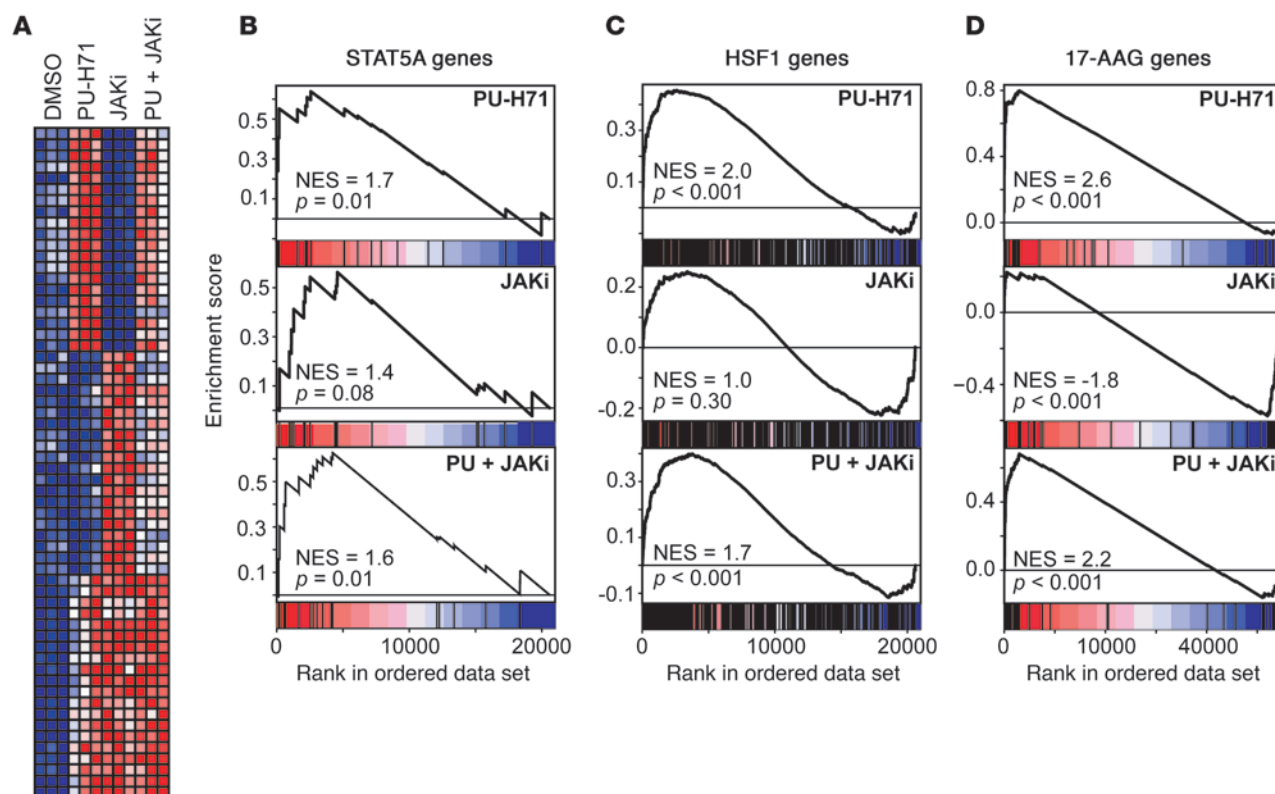 A
DMSO
PU-H71
JAKi
PU + JAKi
B
STAT5A genes
Enrichment score
PU-H71
0.5
0.3
0.1
NES = 1.7
p = 0.01
JAKi
0.5
0.3
0.1
NES = 1.4
p = 0.08
PU + JAKi
0.5
0.3
0.1
NES = 1.6
p = 0.01
0
10000
20000
Rank in ordered data set
C
HSF1 genes
PU-H71
0.4
0.1
NES = 2.0
p < 0.001
JAKi
0.2
0.0
-0.2
NES = 1.0
p = 0.30
PU + JAKi
0.4
0.1
-0.1
NES = 1.7
p < 0.001
0
10000
20000
Rank in ordered data set
D
17-AAG genes
PU-H71
0.8
0.4
0.0
NES = 2.6
p < 0.001
JAKi
0.0
−0.4
NES = -1.8
p < 0.001
PU + JAKi
0.4
0.0
NES = 2.2
p < 0.001
0
10000
40000
Rank in ordered data set